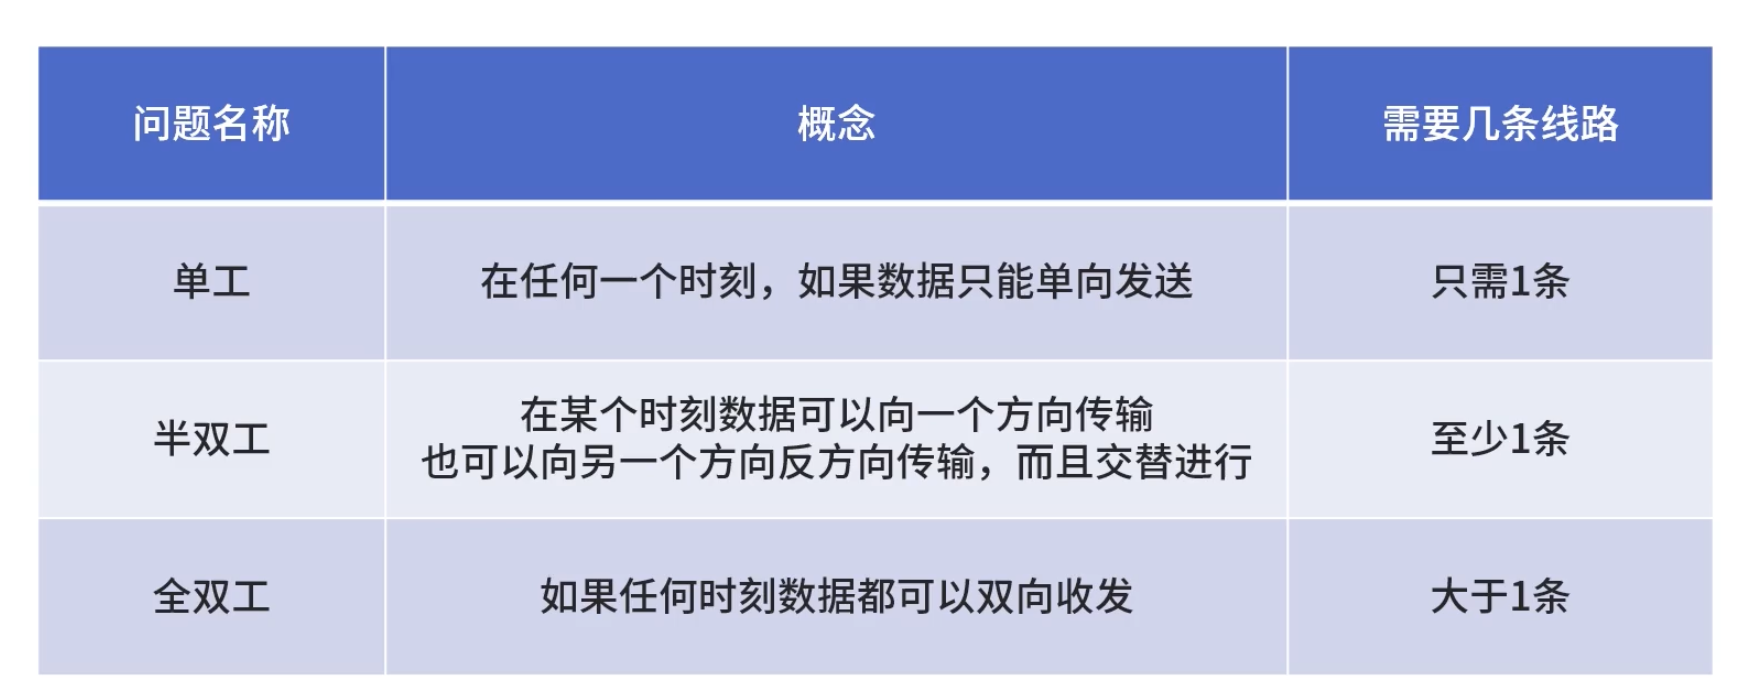 问题名称
概念
需要几条线路
单工
在任何一个时刻，如果数据只能单向发送
只需1条
半双工
在某个时刻数据可以向一个方向传输
也可以向另一个方向反方向传输，而且交替进行
至少1条
全双工
如果任何时刻数据都可以双向收发
大于1条